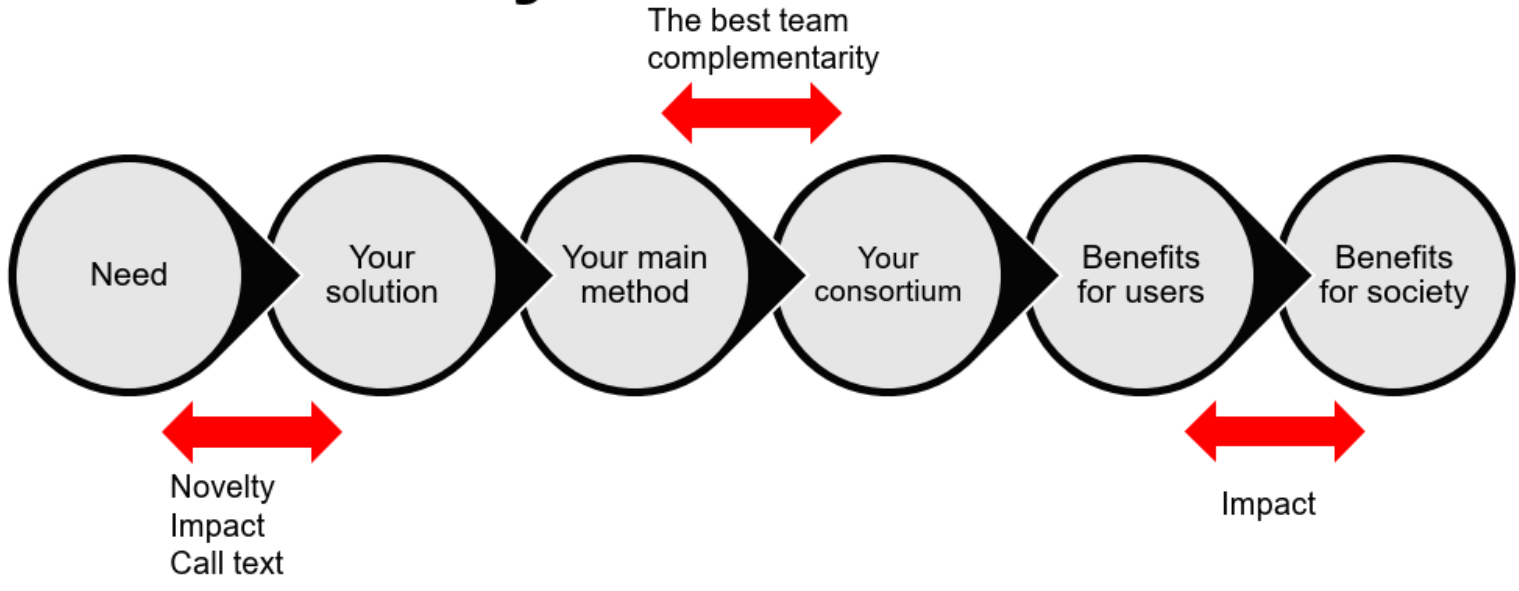 The best team
complementarity
Need
Your
solution
Your main
method
Your
consortium
Benefits
for users
Benefits
for society
Novelty
Impact
Call text
Impact